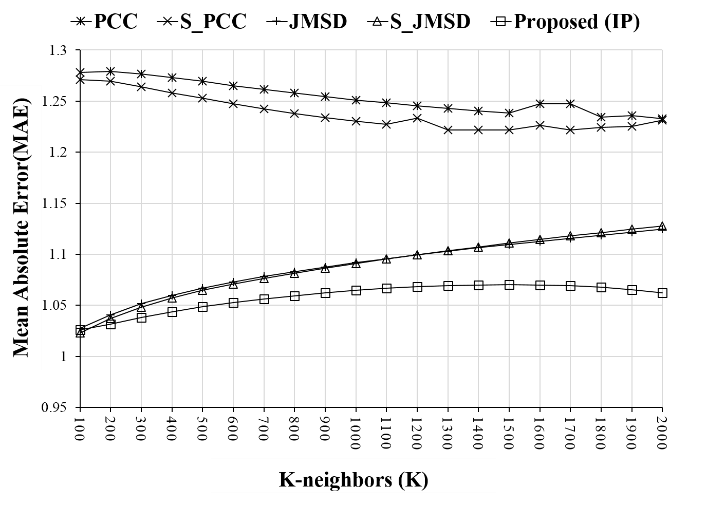 PCC S_PCC JMSD S_JMSD Proposed (IP)
1.3
1.25
1.2
1.15
1.1
1.05
1
0.95
Mean Absolute Error(MAE)
100 200 300 400 500 600 700 800 900 1000 1100 1200 1300 1400 1500 1600 1700 1800 1900 2000
K-neighbors (K)